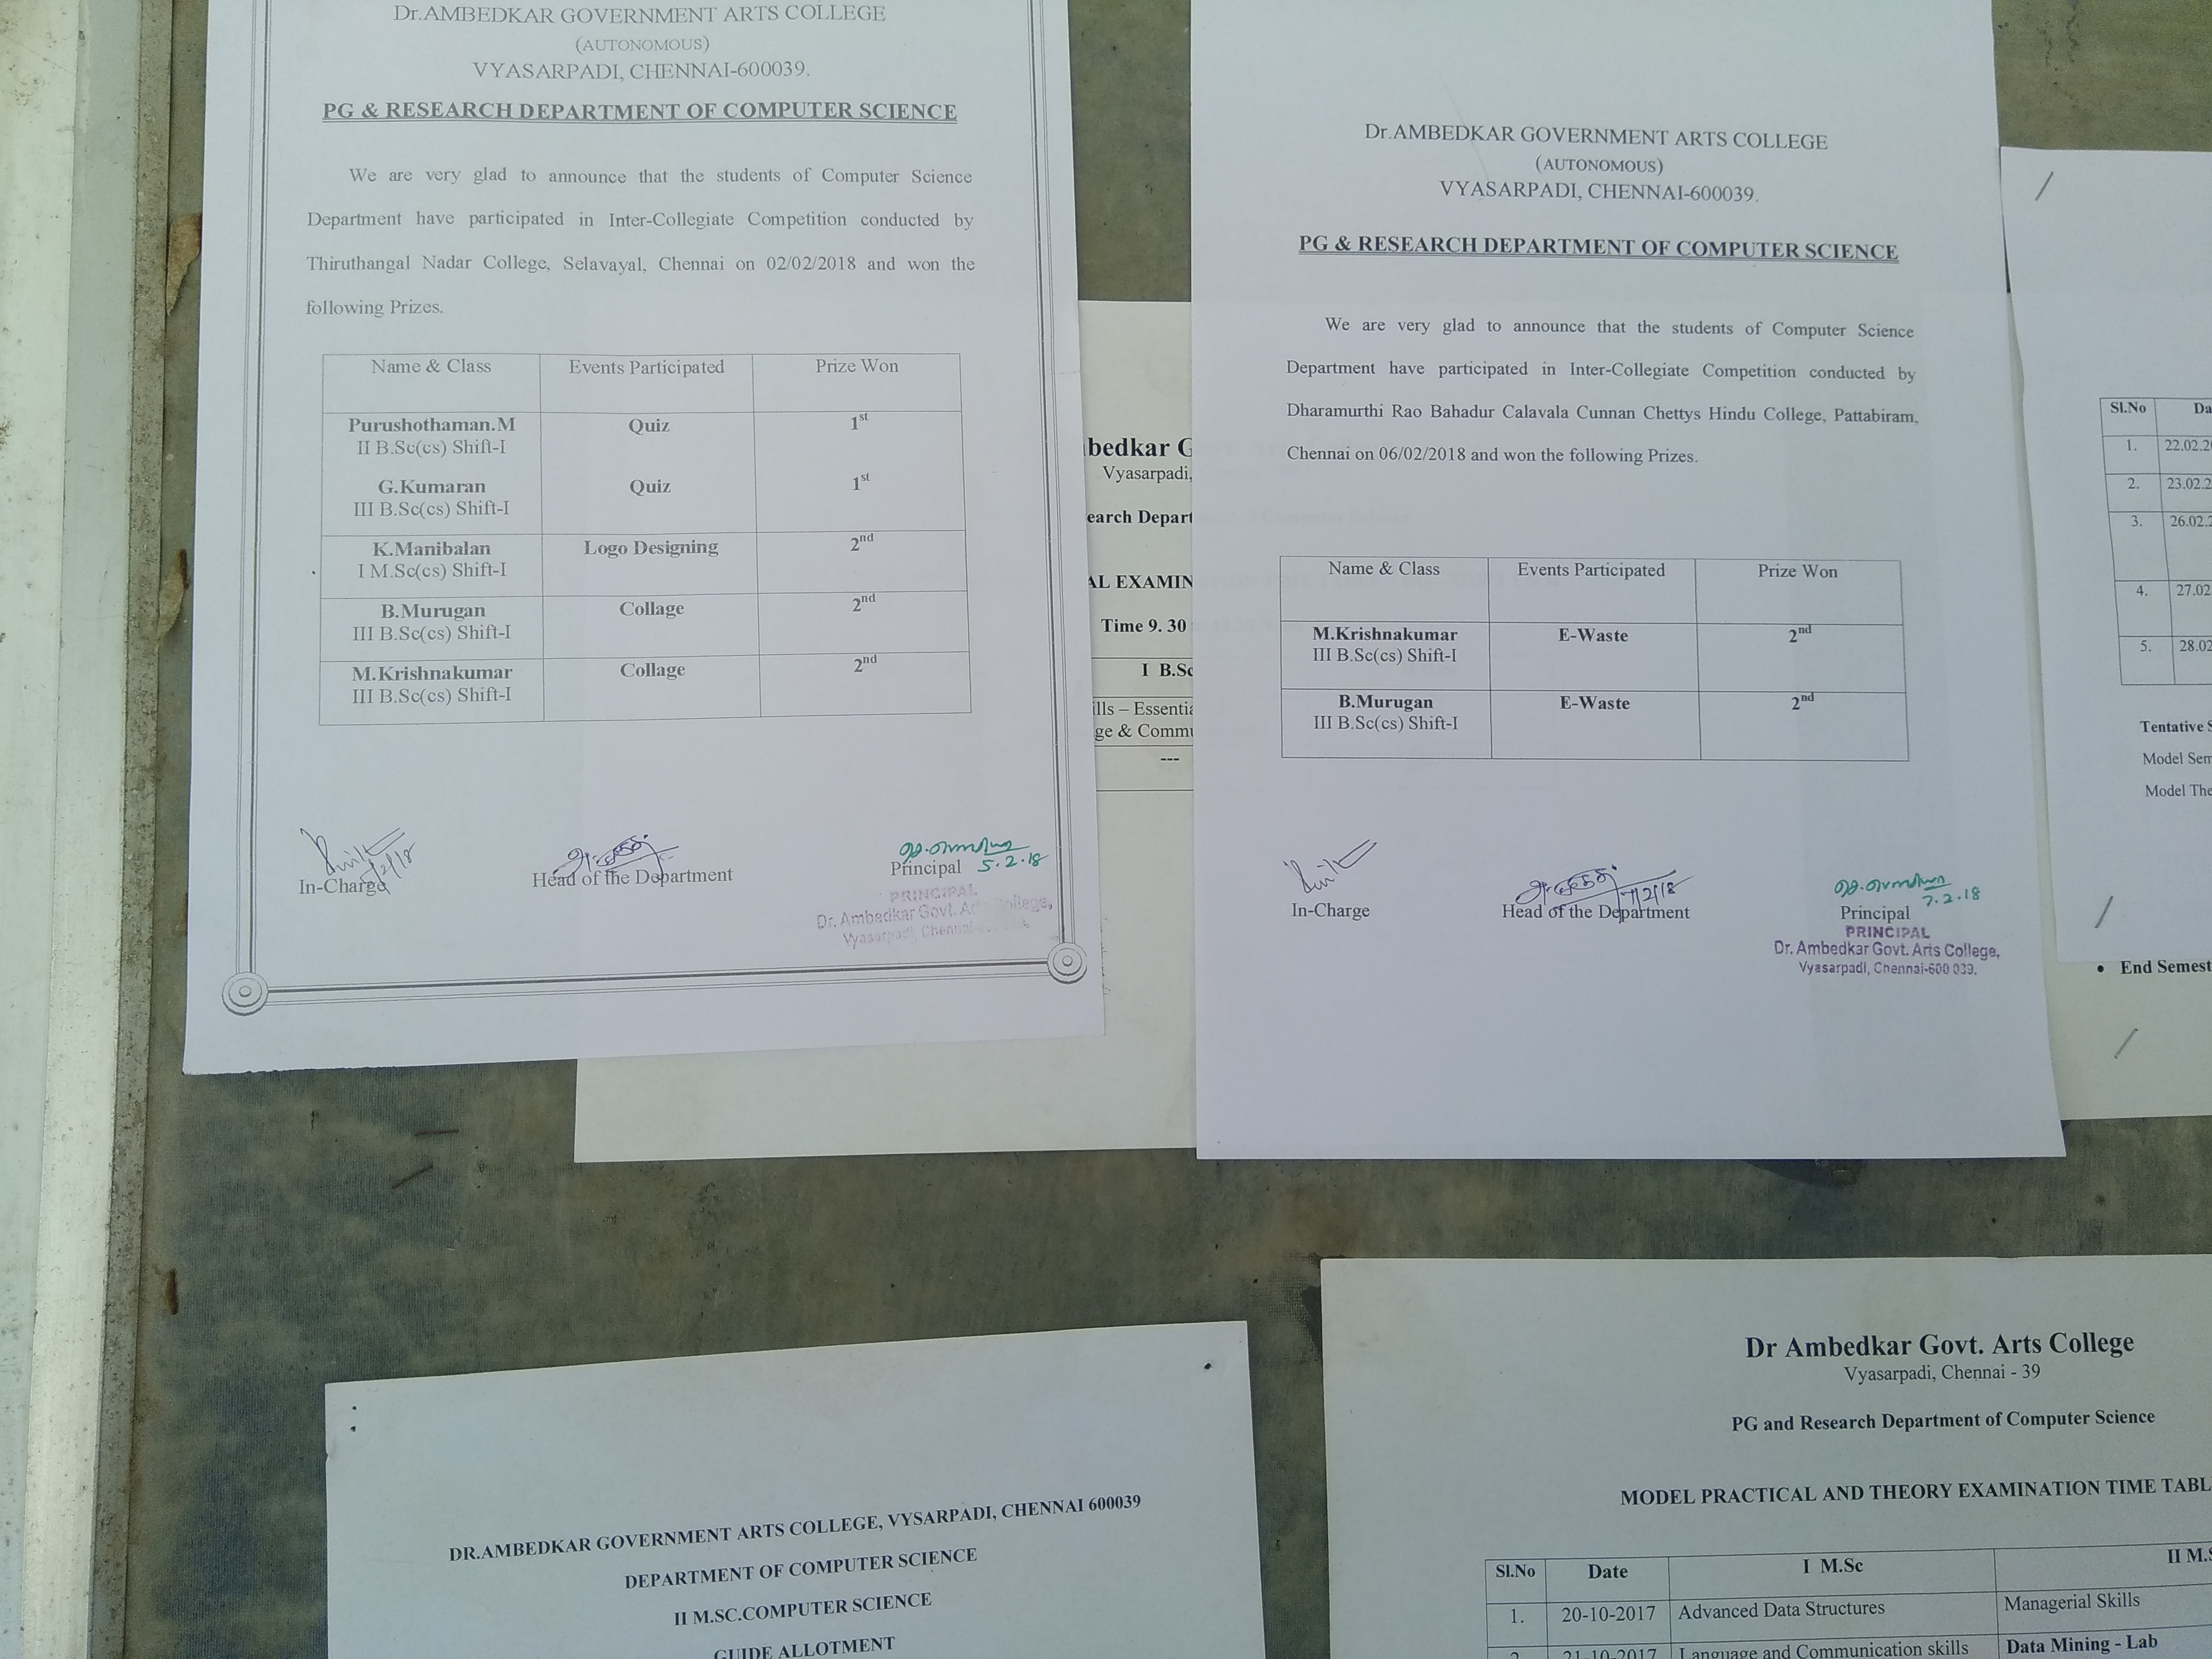 Dr.AMBEDKAR GOVERNMENT ARTS COLLEGE
(AUTONOMOUS)
VYASARPADI, CHENNAI-600039.
PG & RESEARCH DEPARTMENT OF COMPUTER SCIENCE
We are very glad to announce that the students of Computer Science
Department have participated in Inter-Collegiate Competition conducted by
Thiruthangal Nadar College, Selavayal, Chennai on 02/02/2018 and won the
following Prizes.
Name & Class Events Participated Prize Won
Purushothaman.M Quiz 1st
II B.Sc(cs) Shift-I
G.Kumaran Quiz 1st
III B.Sc(cs) Shift-I
K.Manibalan Logo Designing 2nd
I M.Sc(cs) Shift-I
B.Murugan Collage 2nd
III B.Sc(cs) Shift-I
M.Krishnakumar Collage 2nd
III B.Sc(cs) Shift-I
5.2.18
In-Charge Head of the Department Principal
PRINCIPAL
Dr. Ambedkar Govt. Arts College,
Vyasarpadi, Chennai
bedkar G
Vyasarpadi,
earch Depart
AL EXAMIN
Time 9. 30
I B.Sc
ills – Essentia
ge & Commu
---
Dr.AMBEDKAR GOVERNMENT ARTS COLLEGE
(AUTONOMOUS)
VYASARPADI, CHENNAI-600039.
PG & RESEARCH DEPARTMENT OF COMPUTER SCIENCE
We are very glad to announce that the students of Computer Science
Department have participated in Inter-Collegiate Competition conducted by
Dharamurthi Rao Bahadur Calavala Cunnan Chettys Hindu College, Pattabiram,
Chennai on 06/02/2018 and won the following Prizes.
Name & Class Events Participated Prize Won
M.Krishnakumar E-Waste 2nd
III B.Sc(cs) Shift-I
B.Murugan E-Waste 2nd
III B.Sc(cs) Shift-I
7/2/18 7.2.18
In-Charge Head of the Department Principal
PRINCIPAL
Dr. Ambedkar Govt. Arts College,
Vyasarpadi, Chennai-600 039.
Sl.No Da
1. 22.02.2
2. 23.02.2
3. 26.02.2
4. 27.02
5. 28.02
Tentative S
Model Sem
Model The
• End Semest
DR.AMBEDKAR GOVERNMENT ARTS COLLEGE, VYSARPADI, CHENNAI 600039
DEPARTMENT OF COMPUTER SCIENCE
II M.SC.COMPUTER SCIENCE
GUIDE ALLOTMENT
Dr Ambedkar Govt. Arts College
Vyasarpadi, Chennai - 39
PG and Research Department of Computer Science
MODEL PRACTICAL AND THEORY EXAMINATION TIME TABL
Sl.No Date I M.Sc II M.S
1. 20-10-2017 Advanced Data Structures Managerial Skills
2. 21-10-2017 Language and Communication skills Data Mining - Lab